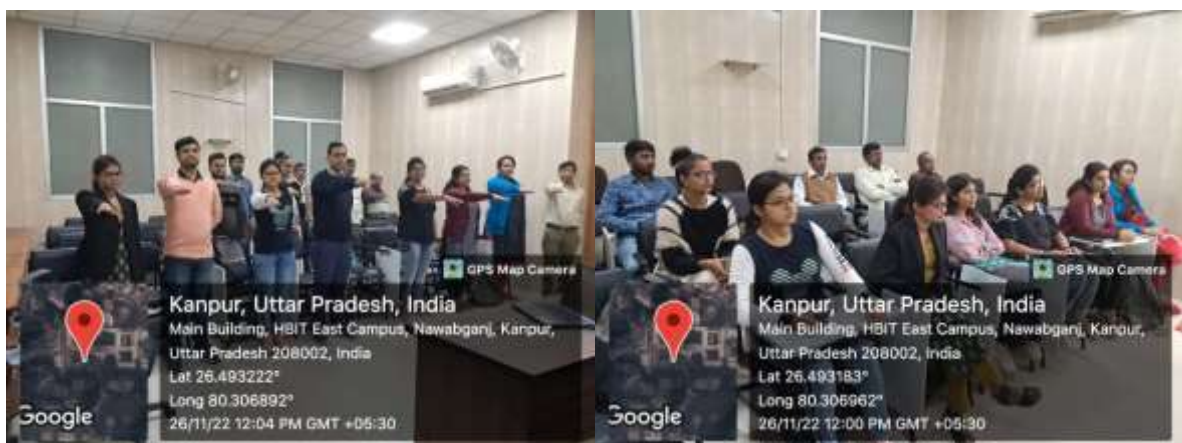 GPS Map Camera
Kanpur, Uttar Pradesh, India
Main Building, HBIT East Campus, Nawabganj, Kanpur,
Uttar Pradesh 208002, India
Lat 26.493222°
Long 80.306892°
26/11/22 12:04 PM GMT +05:30
Google
GPS Map Camera
Kanpur, Uttar Pradesh, India
Main Building, HBIT East Campus, Nawabganj, Kanpur,
Uttar Pradesh 208002, India
Lat 26.493183°
Long 80.306962°
26/11/22 12:00 PM GMT +05:30
Google